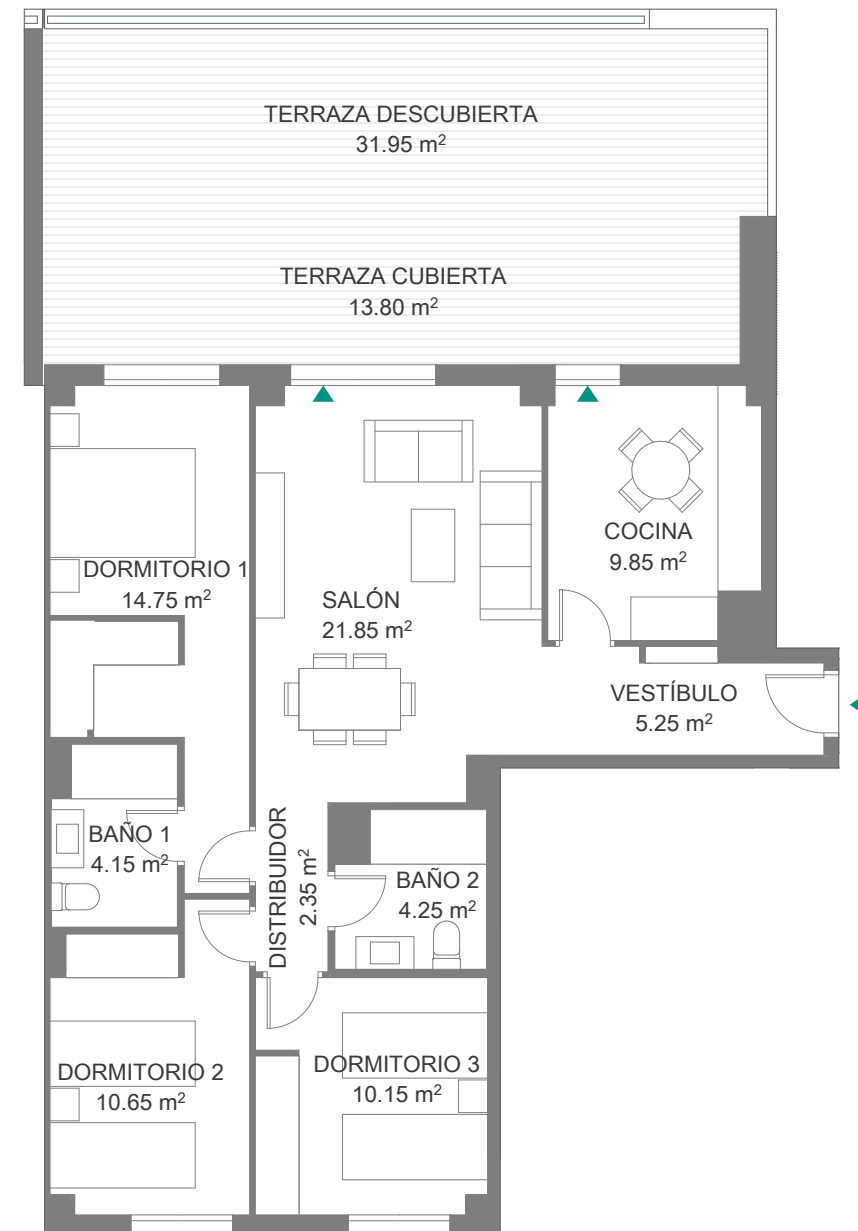 TERRAZA DESCUBIERTA
31.95 m²
TERRAZA CUBIERTA
13.80 m²
COCINA
9.85 m²
DORMITORIO 1
14.75 m²
SALÓN
21.85 m²
VESTÍBULO
5.25 m²
BAÑO 1
4.15 m²
DISTRIBUIDOR
2.35 m²
BAÑO 2
4.25 m²
DORMITORIO 2
10.65 m²
DORMITORIO 3
10.15 m²